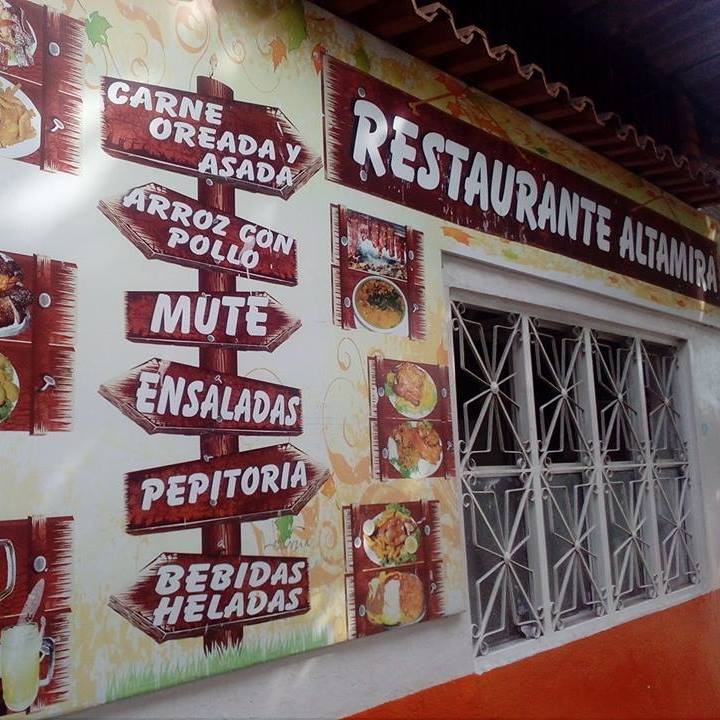 RESTAURANTE ALTAMIRA
CARNE
OREADA Y
ASADA
ARROZ CON
POLLO
MUTE
ENSALADAS
PEPITORIA
BEBIDAS
HELADAS